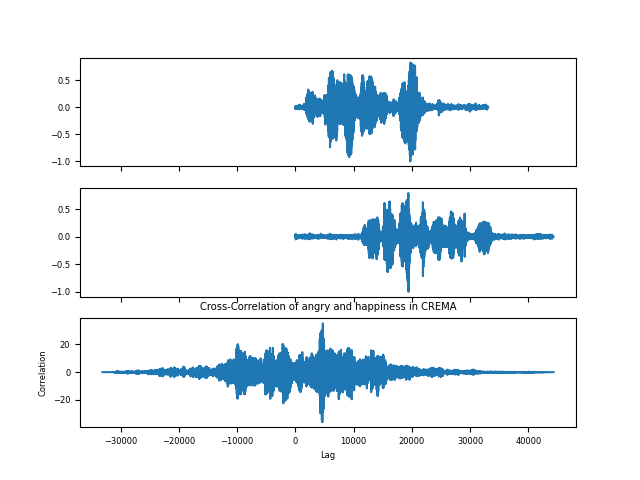 0.5
0.0
−0.5
−1.0
0.5
0.0
−0.5
−1.0
Cross-Correlation of angry and happiness in CREMA
20
0
−20
Correlation
−30000 −20000 −10000 0 10000 20000 30000 40000
Lag